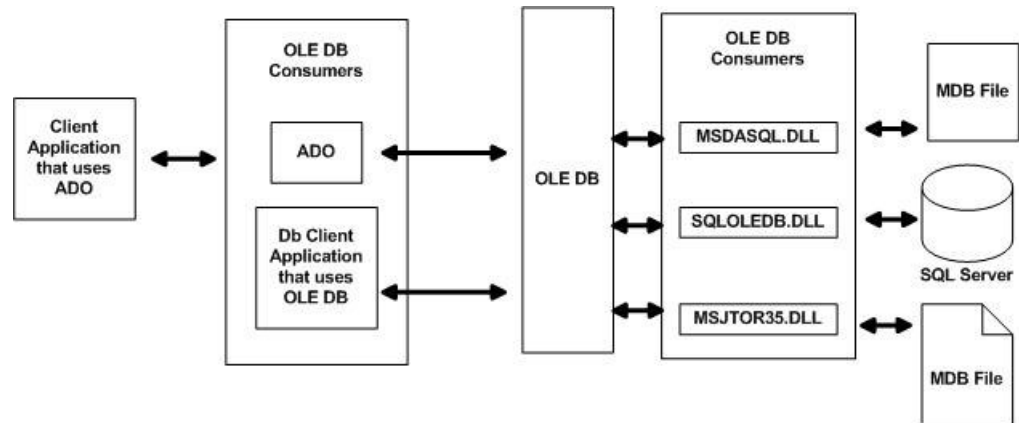 OLE DB
Consumers
Client
Application
that uses
ADO
ADO
Db Client
Application
that uses
OLE DB
OLE DB
OLE DB
Consumers
MSDASQL.DLL
SQLOLEDB.DLL
MSJTOR35.DLL
MDB File
SQL Server
MDB File